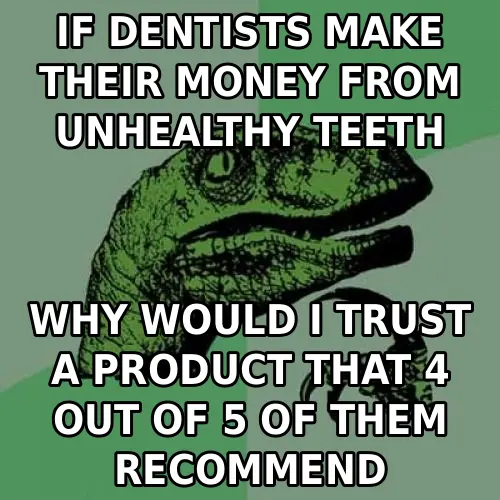 IF DENTISTS MAKE
THEIR MONEY FROM
UNHEALTHY TEETH
WHY WOULD I TRUST
A PRODUCT THAT 4
OUT OF 5 OF THEM
RECOMMEND